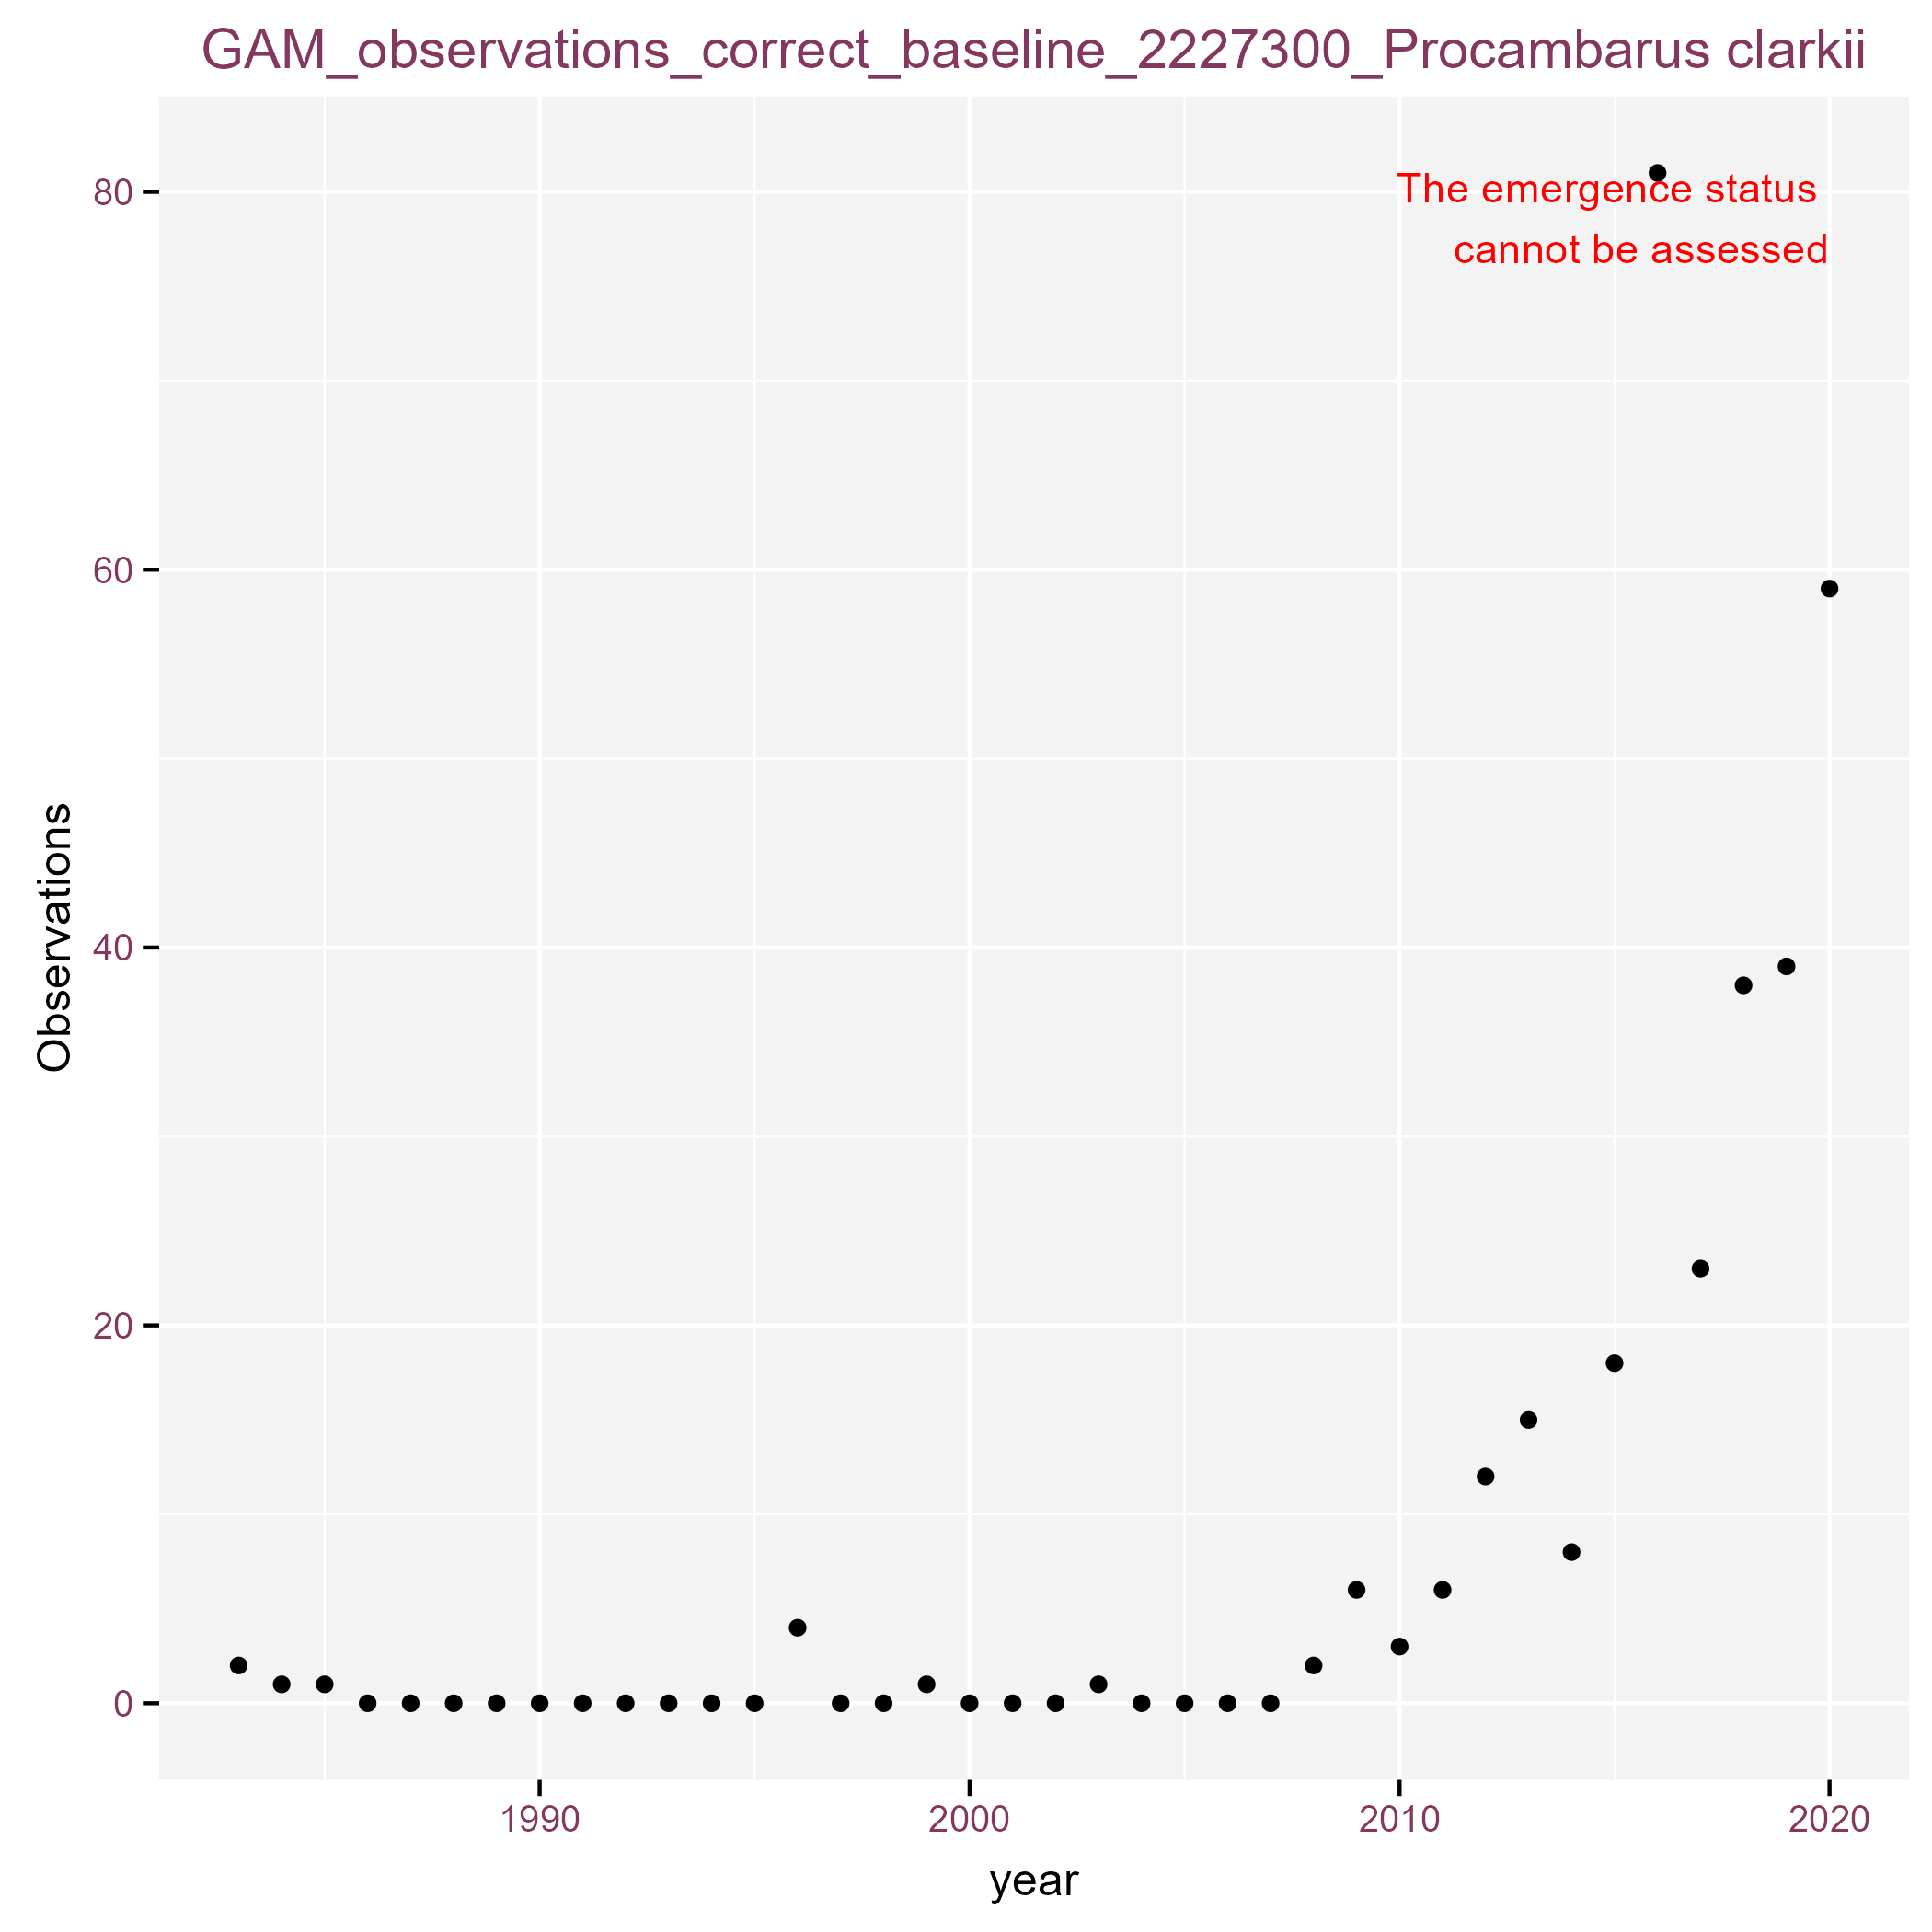 GAM_observations_correct_baseline_2227300_Procambarus clarkii
The emergence status
cannot be assessed
80
60
40
20
0
Observations
1990 2000 2010 2020
year